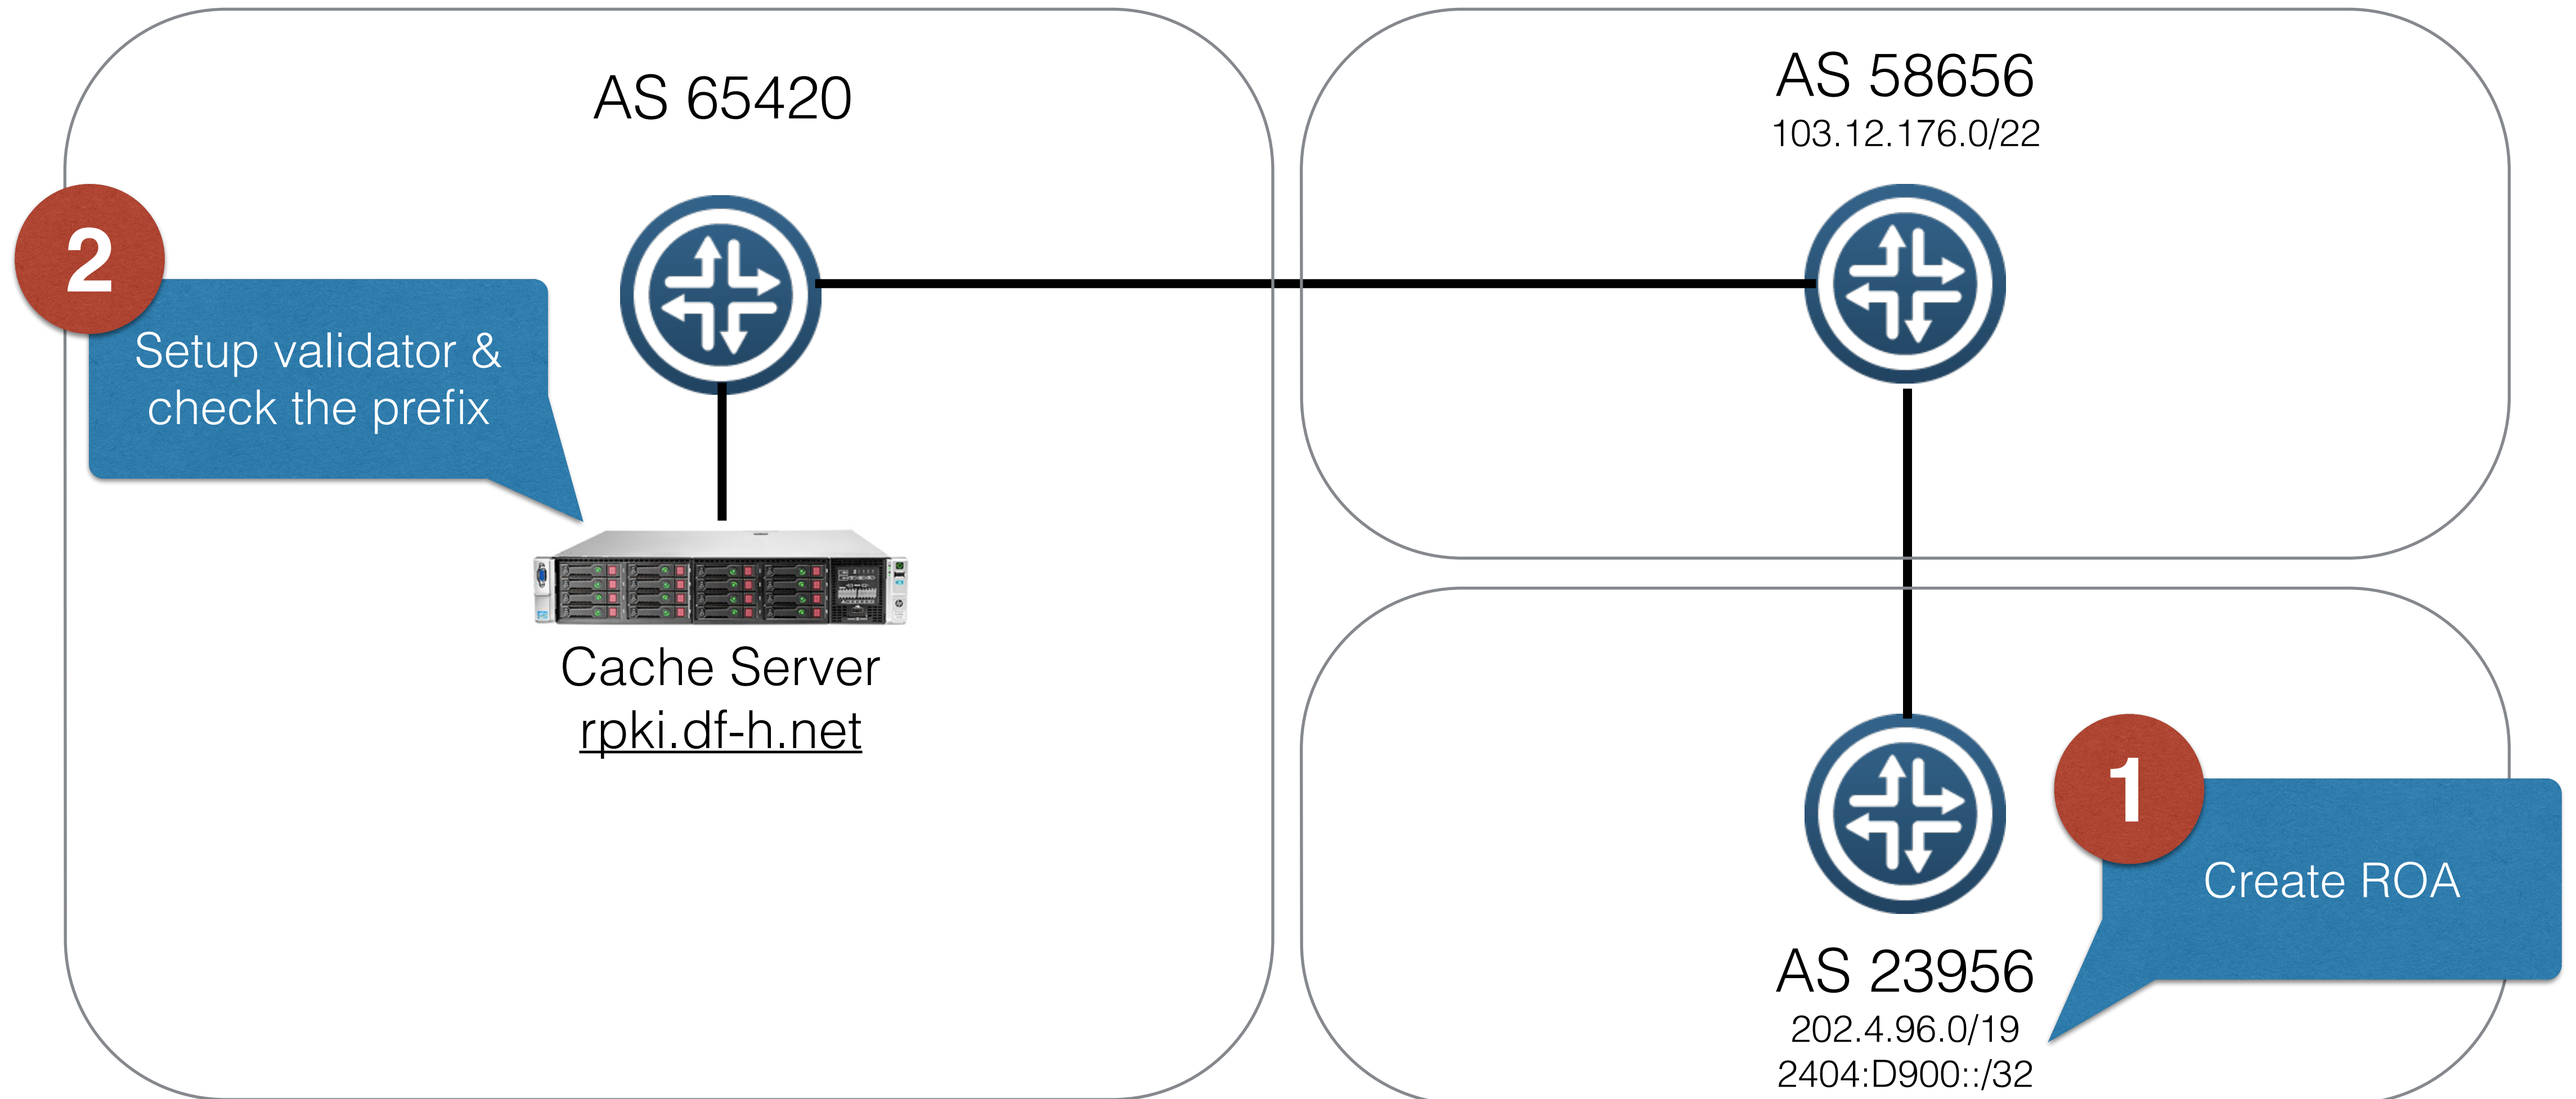 AS 65420
2
Setup validator &
check the prefix
Cache Server
rpki.df-h.net
AS 58656
103.12.176.0/22
1
Create ROA
AS 23956
202.4.96.0/19
2404:D900::/32